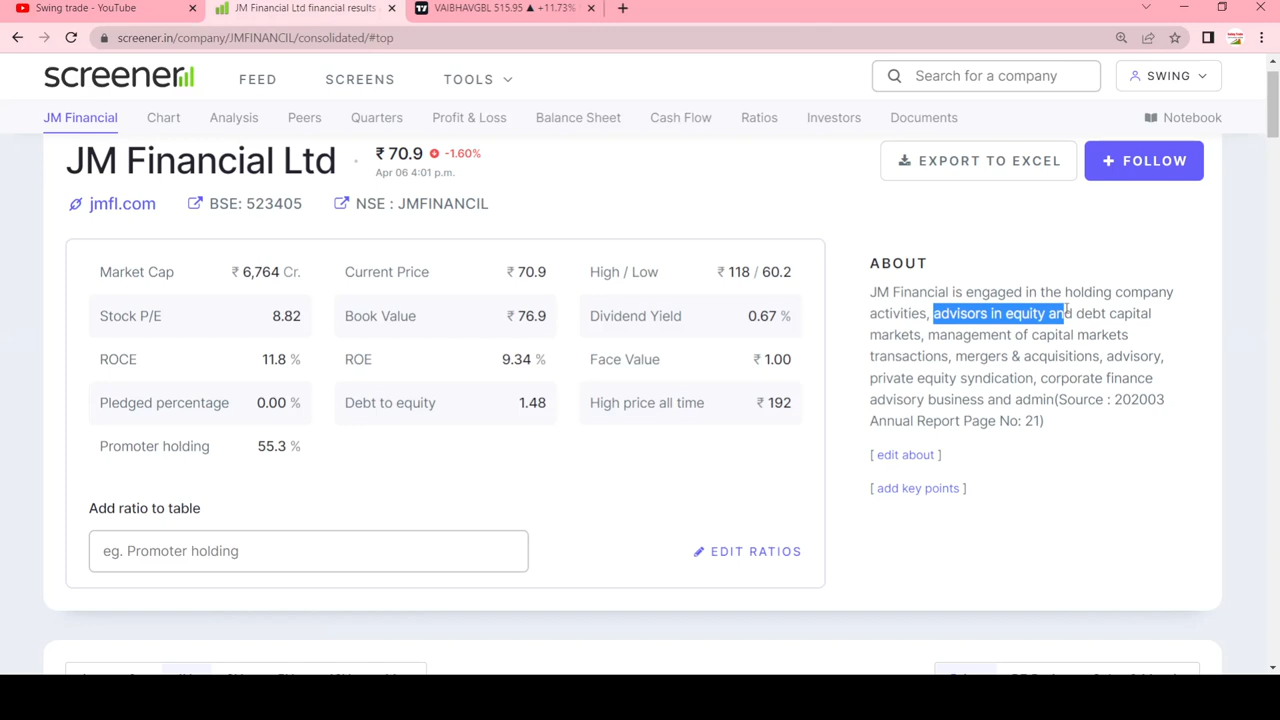 Swing trade - YouTube
JM Financial Ltd financial results
VAIBHAVGBL 515.95 ▲ +11.73%
screener.in/company/JMFINANCIL/consolidated/#top
screener
FEED
SCREENS
TOOLS
Search for a company
SWING
JM Financial
Chart
Analysis
Peers
Quarters
Profit & Loss
Balance Sheet
Cash Flow
Ratios
Investors
Documents
Notebook
JM Financial Ltd
₹ 70.9 -1.60%
Apr 06 4:01 p.m.
EXPORT TO EXCEL
+ FOLLOW
jmfl.com
BSE: 523405
NSE : JMFINANCIL
Market Cap ₹ 6,764 Cr.
Current Price ₹ 70.9
High / Low ₹ 118 / 60.2
Stock P/E 8.82
Book Value ₹ 76.9
Dividend Yield 0.67 %
ROCE 11.8 %
ROE 9.34 %
Face Value ₹ 1.00
Pledged percentage 0.00 %
Debt to equity 1.48
High price all time ₹ 192
Promoter holding 55.3 %
Add ratio to table
eg. Promoter holding
EDIT RATIOS
ABOUT
JM Financial is engaged in the holding company
activities, advisors in equity and debt capital
markets, management of capital markets
transactions, mergers & acquisitions, advisory,
private equity syndication, corporate finance
advisory business and admin(Source : 202003
Annual Report Page No: 21)
[ edit about ]
[ add key points ]